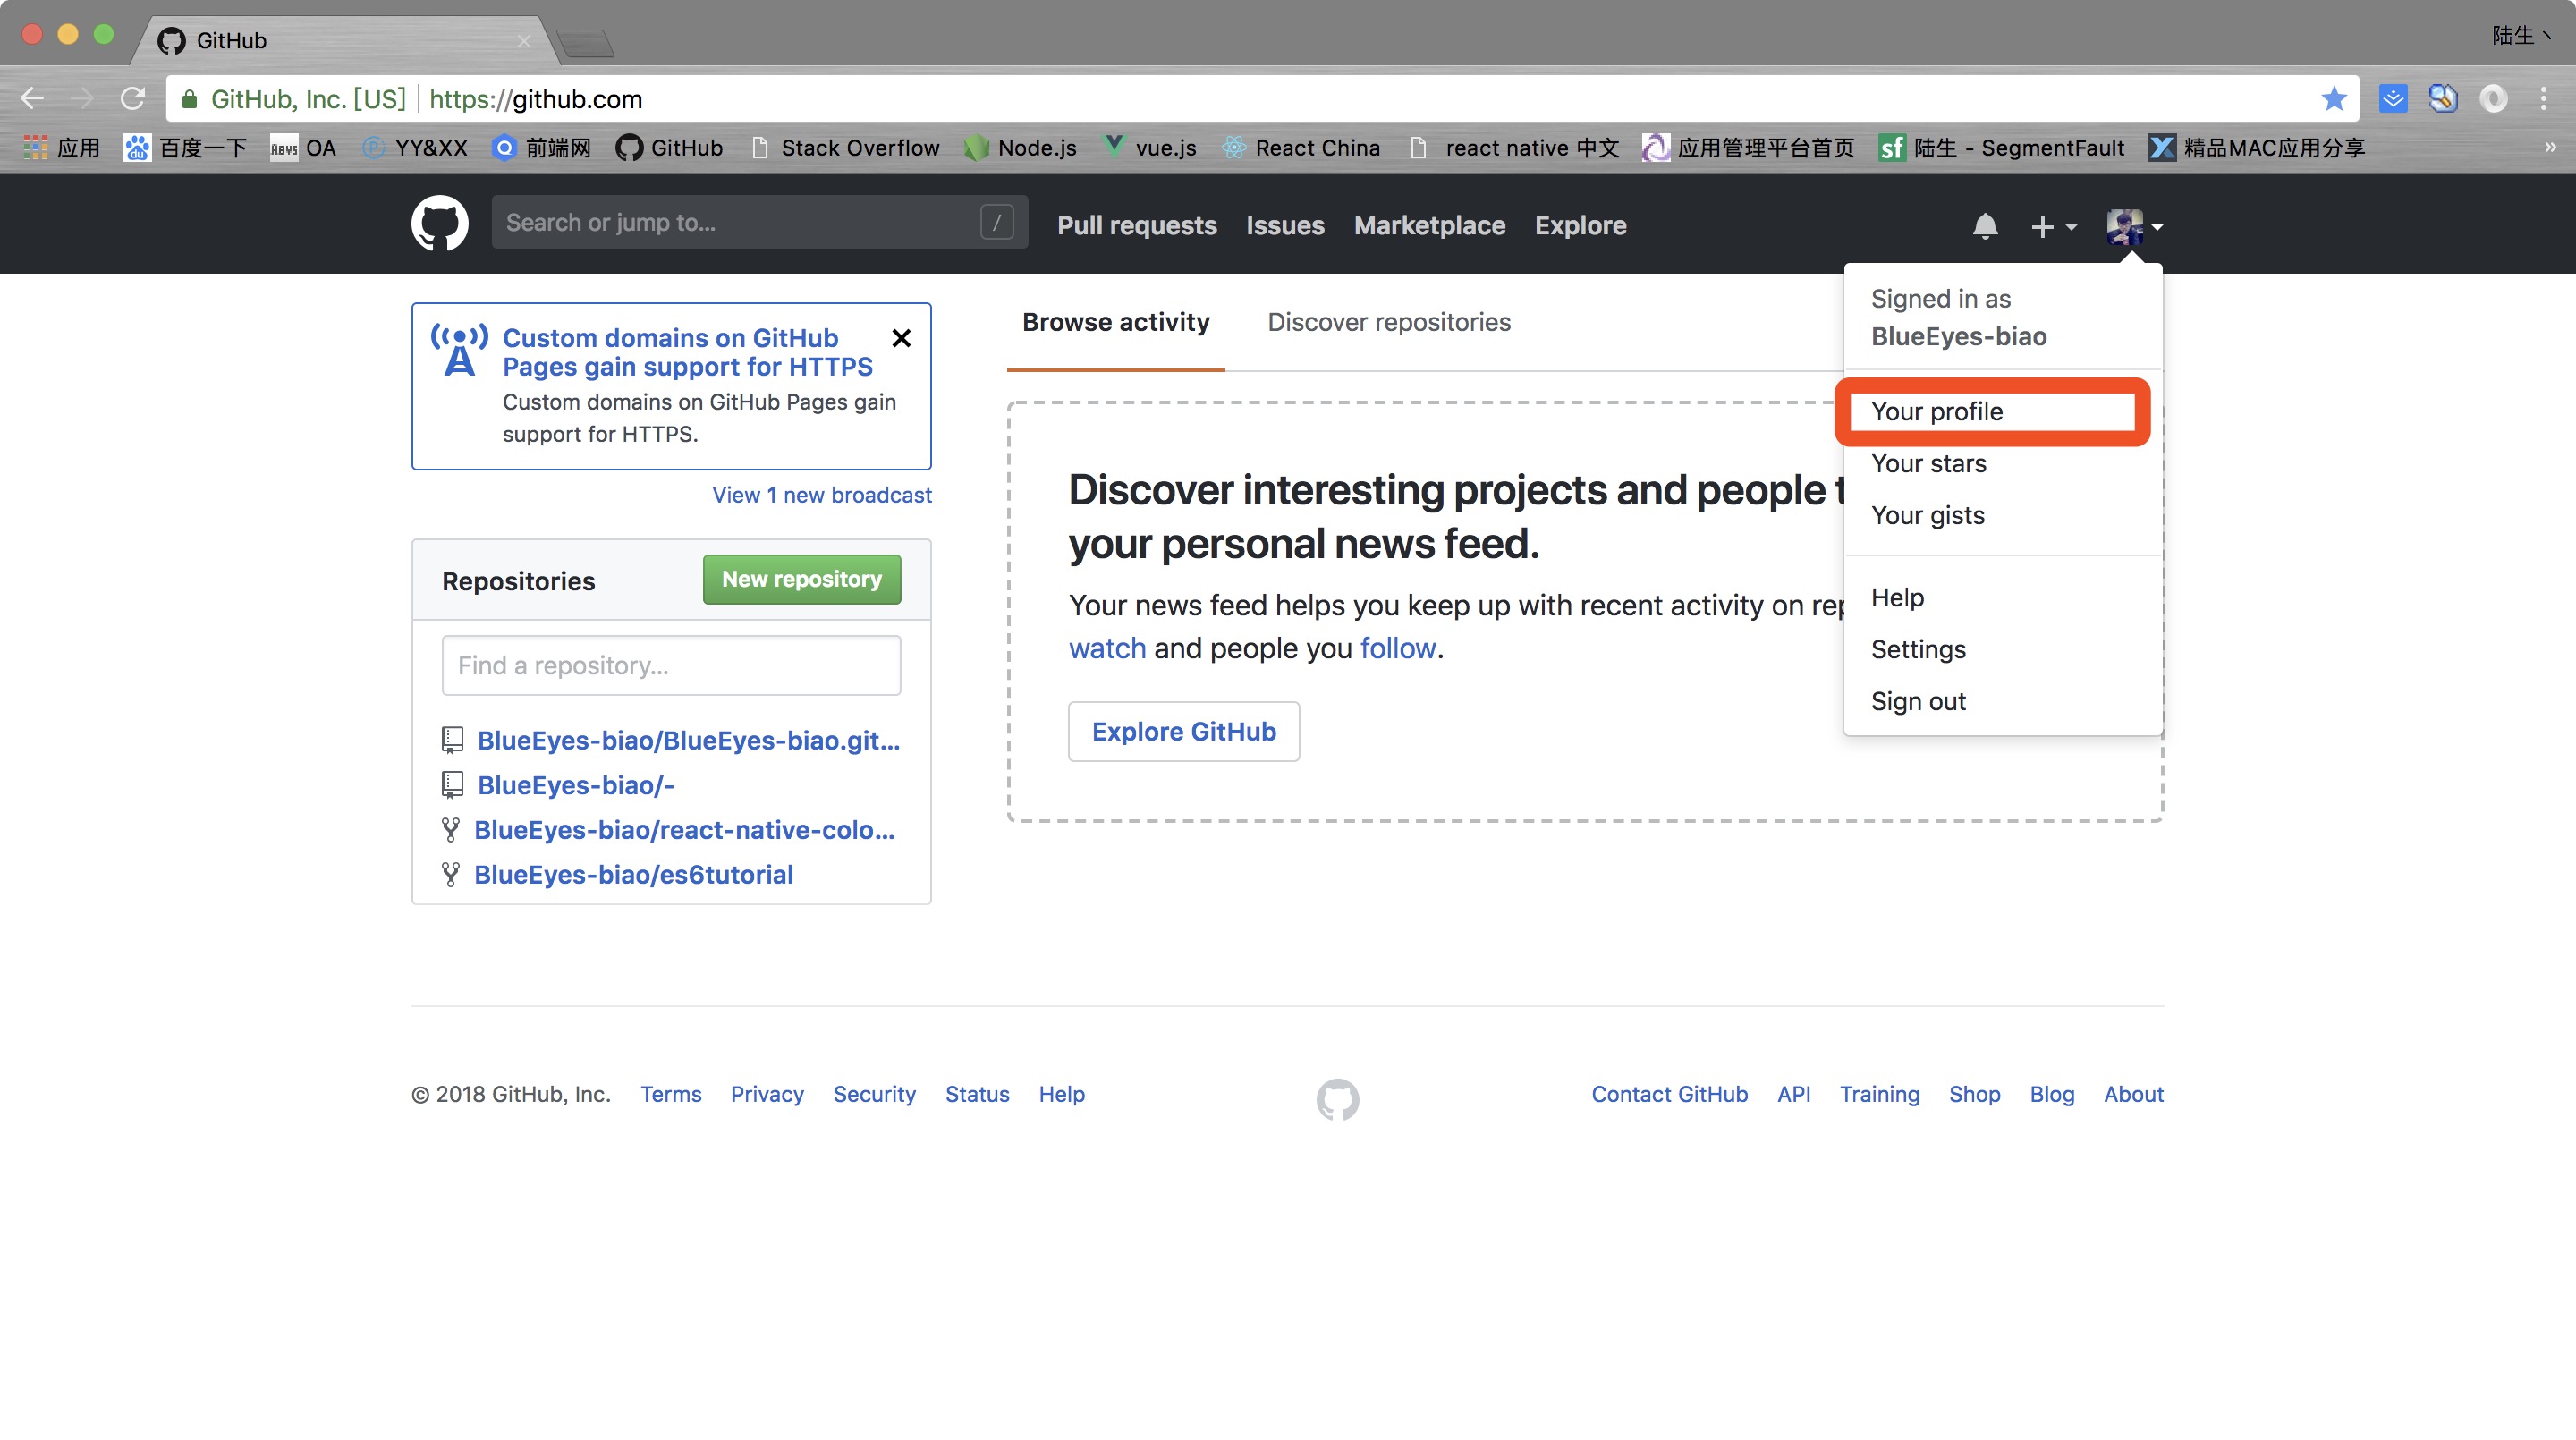 GitHub
陆生丶
GitHub, Inc. [US] https://github.com
应用 百度一下 OA YY&XX 前端网 GitHub Stack Overflow Node.js vue.js React China react native 中文 应用管理平台首页 陆生 - SegmentFault 精品MAC应用分享
Search or jump to... / Pull requests Issues Marketplace Explore
Custom domains on GitHub
Pages gain support for HTTPS
Custom domains on GitHub Pages gain
support for HTTPS.
View 1 new broadcast
Repositories New repository
Find a repository...
BlueEyes-biao/BlueEyes-biao.git...
BlueEyes-biao/-
BlueEyes-biao/react-native-colo...
BlueEyes-biao/es6tutorial
Browse activity Discover repositories
Discover interesting projects and people t
your personal news feed.
Your news feed helps you keep up with recent activity on rep
watch and people you follow.
Explore GitHub
Signed in as
BlueEyes-biao
Your profile
Your stars
Your gists
Help
Settings
Sign out
© 2018 GitHub, Inc. Terms Privacy Security Status Help Contact GitHub API Training Shop Blog About